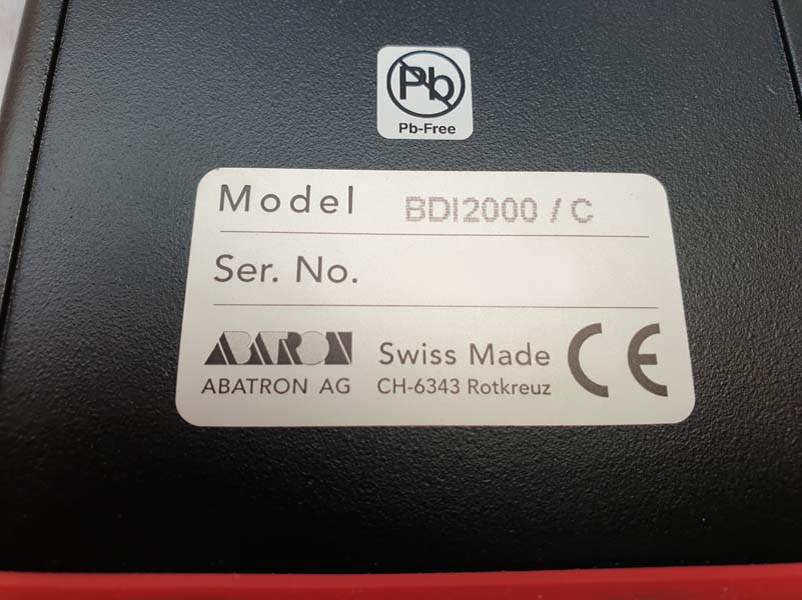 Pb
Pb-Free
Model BDI2000 / C
Ser. No.
ABATRON
Swiss Made
ABATRON AG
CH-6343 Rotkreuz
CE